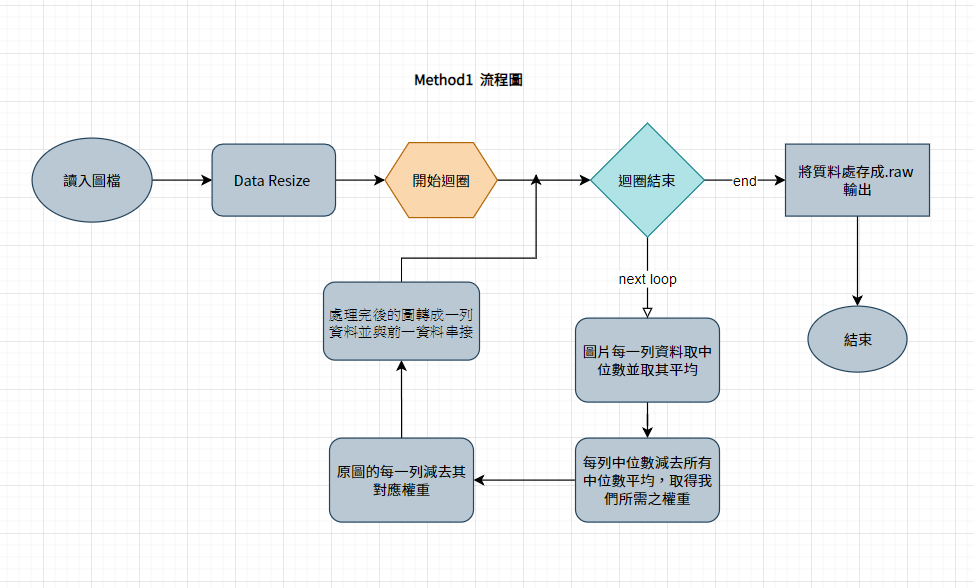 Method1 流程圖
讀入圖檔
Data Resize
開始迴圈
迴圈結束
end
將質料處存成.raw
輸出
next loop
結束
圖片每一列資料取中
位數並取其平均
每列中位數減去所有
中位數平均，取得我
們所需之權重
原圖的每一列減去其
對應權重
處理完後的圖轉成一列
資料並與前一資料串接